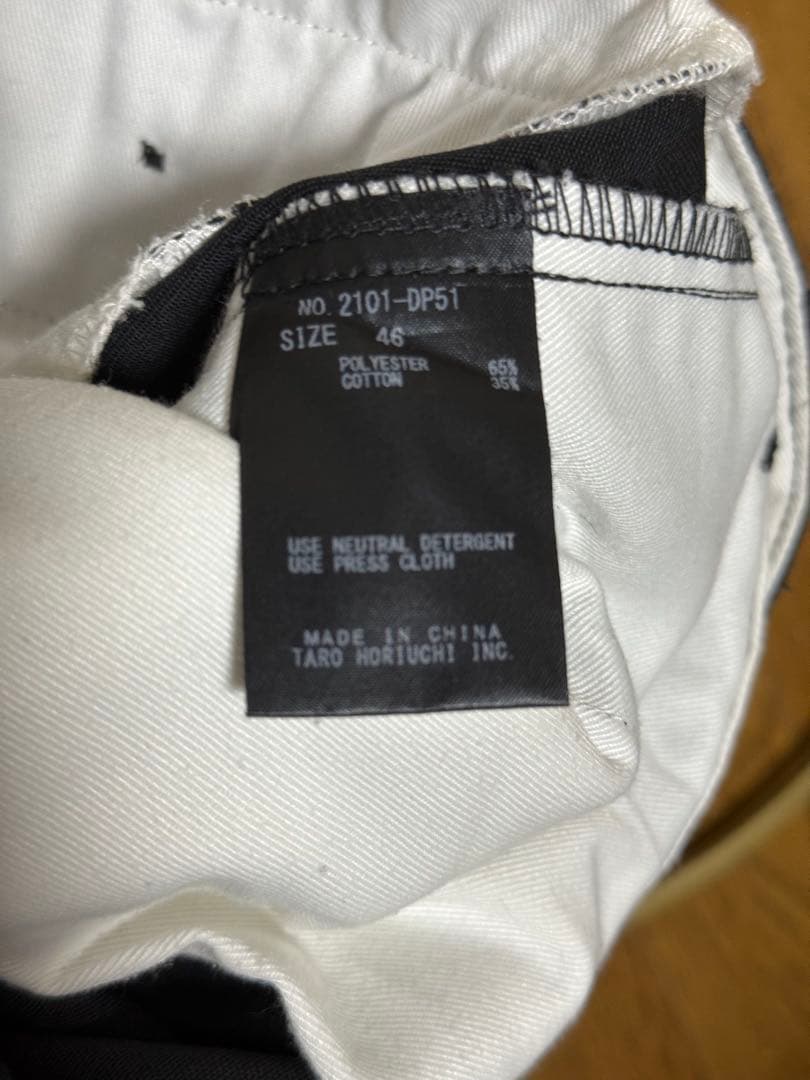 NO. 2101-DP51
SIZE 46
POLYESTER 65%
COTTON 35%
USE NEUTRAL DETERGENT
USE PRESS CLOTH
MADE IN CHINA
TARO HORIUCHI INC.